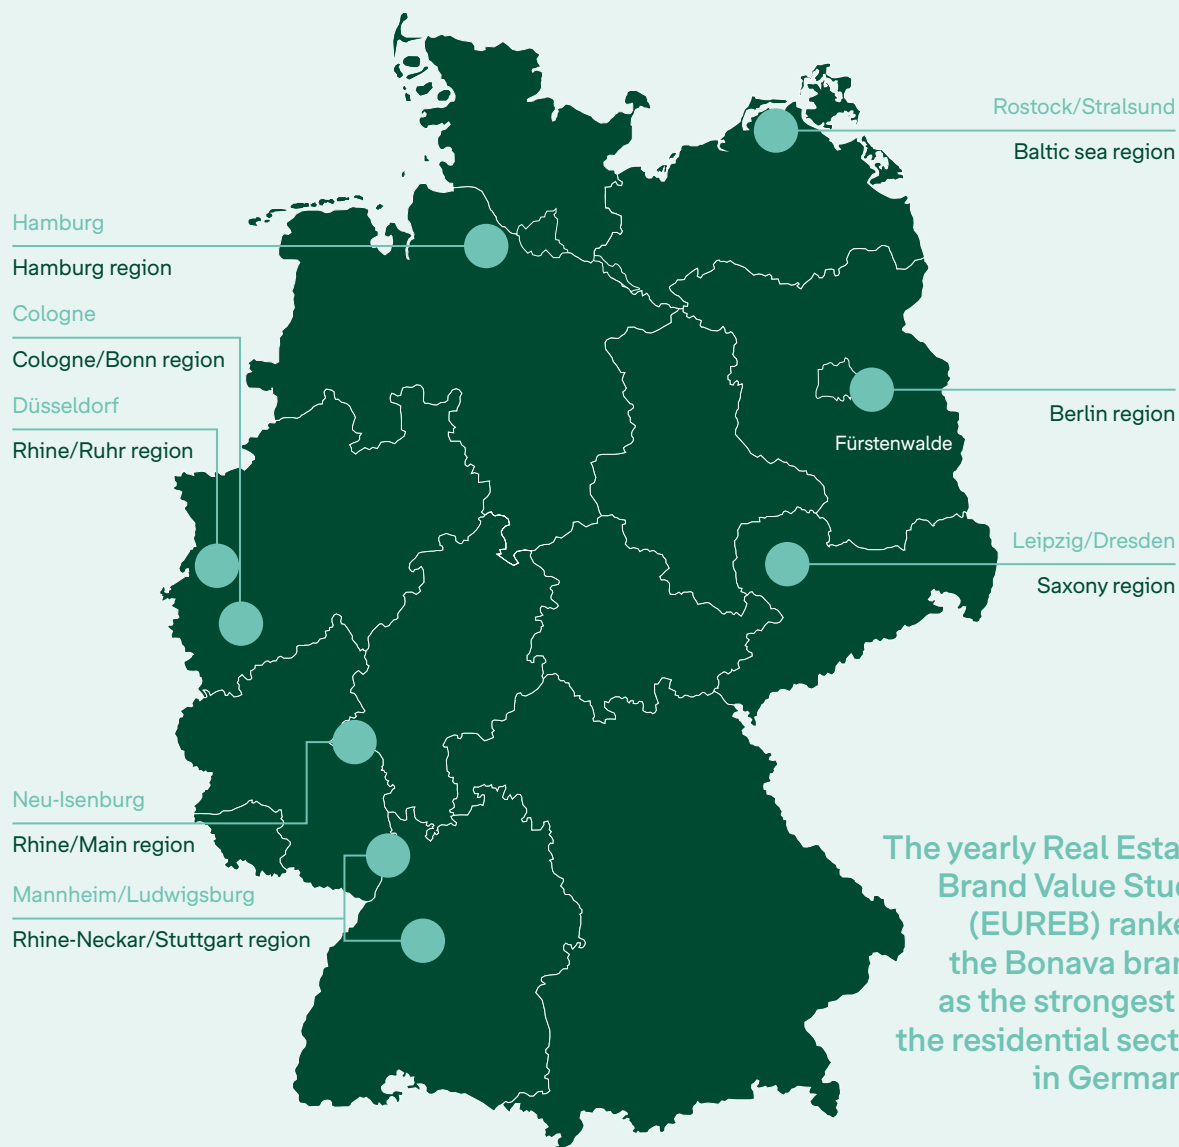 Rostock/Stralsund
Baltic sea region
Hamburg
Hamburg region
Cologne
Cologne/Bonn region
Düsseldorf
Rhine/Ruhr region
Berlin region
Fürstenwalde
Leipzig/Dresden
Saxony region
Neu-Isenburg
Rhine/Main region
Mannheim/Ludwigsburg
Rhine-Neckar/Stuttgart region
The yearly Real Esta
Brand Value Stu
(EUREB) ranke
the Bonava bran
as the strongest
the residential sect
in German